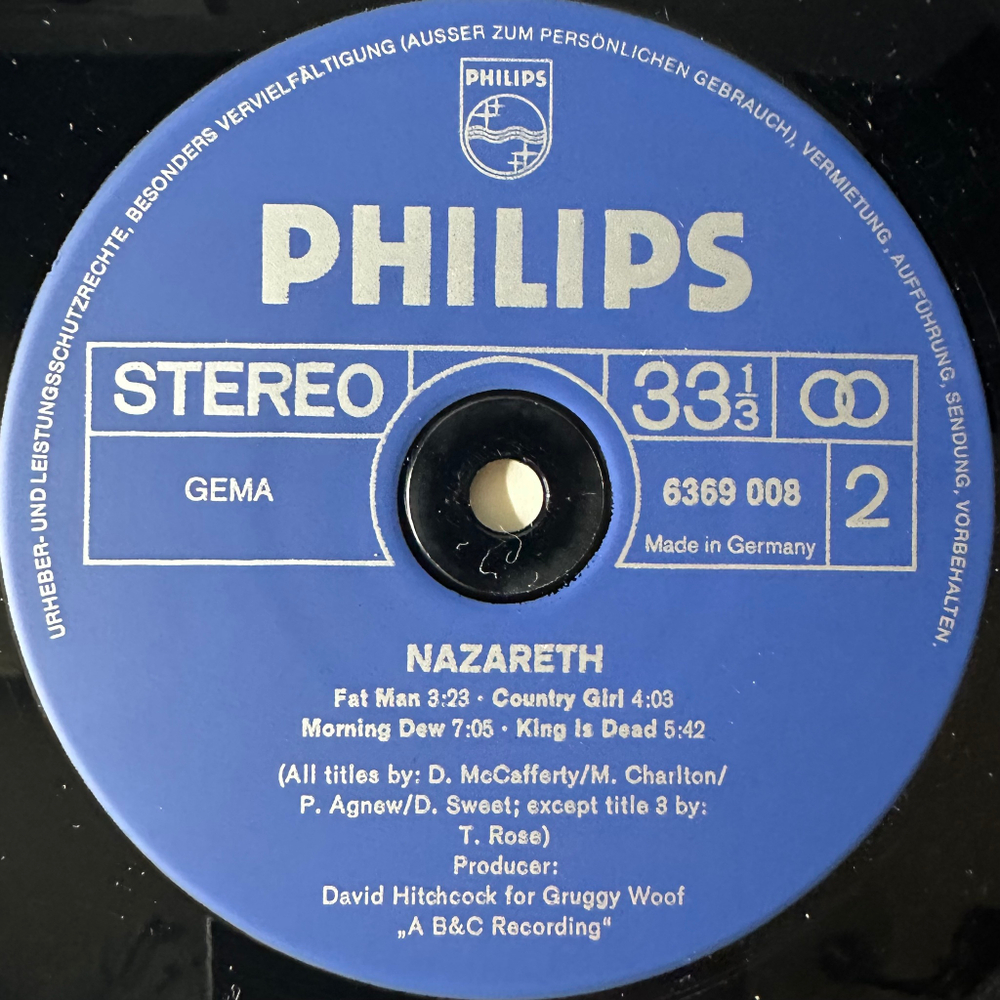 URHEBER- UND LEISTUNGSSCHUTZRECHTE, BESONDERS VERVIELFÄLTIGUNG (AUSSER ZUM PERSÖNLICHEN GEBRAUCH), VERMIETUNG, AUFFÜHRUNG, SENDUNG, VORBEHALTEN.
PHILIPS
PHILIPS
STEREO
33 1/3
GEMA
6369 008
2
Made in Germany
NAZARETH
Fat Man 3:23 · Country Girl 4:03
Morning Dew 7:05 · King Is Dead 5:42
(All titles by: D. McCafferty/M. Charlton/
P. Agnew/D. Sweet; except title 3 by:
T. Rose)
Producer:
David Hitchcock for Gruggy Woof
„A B&C Recording“